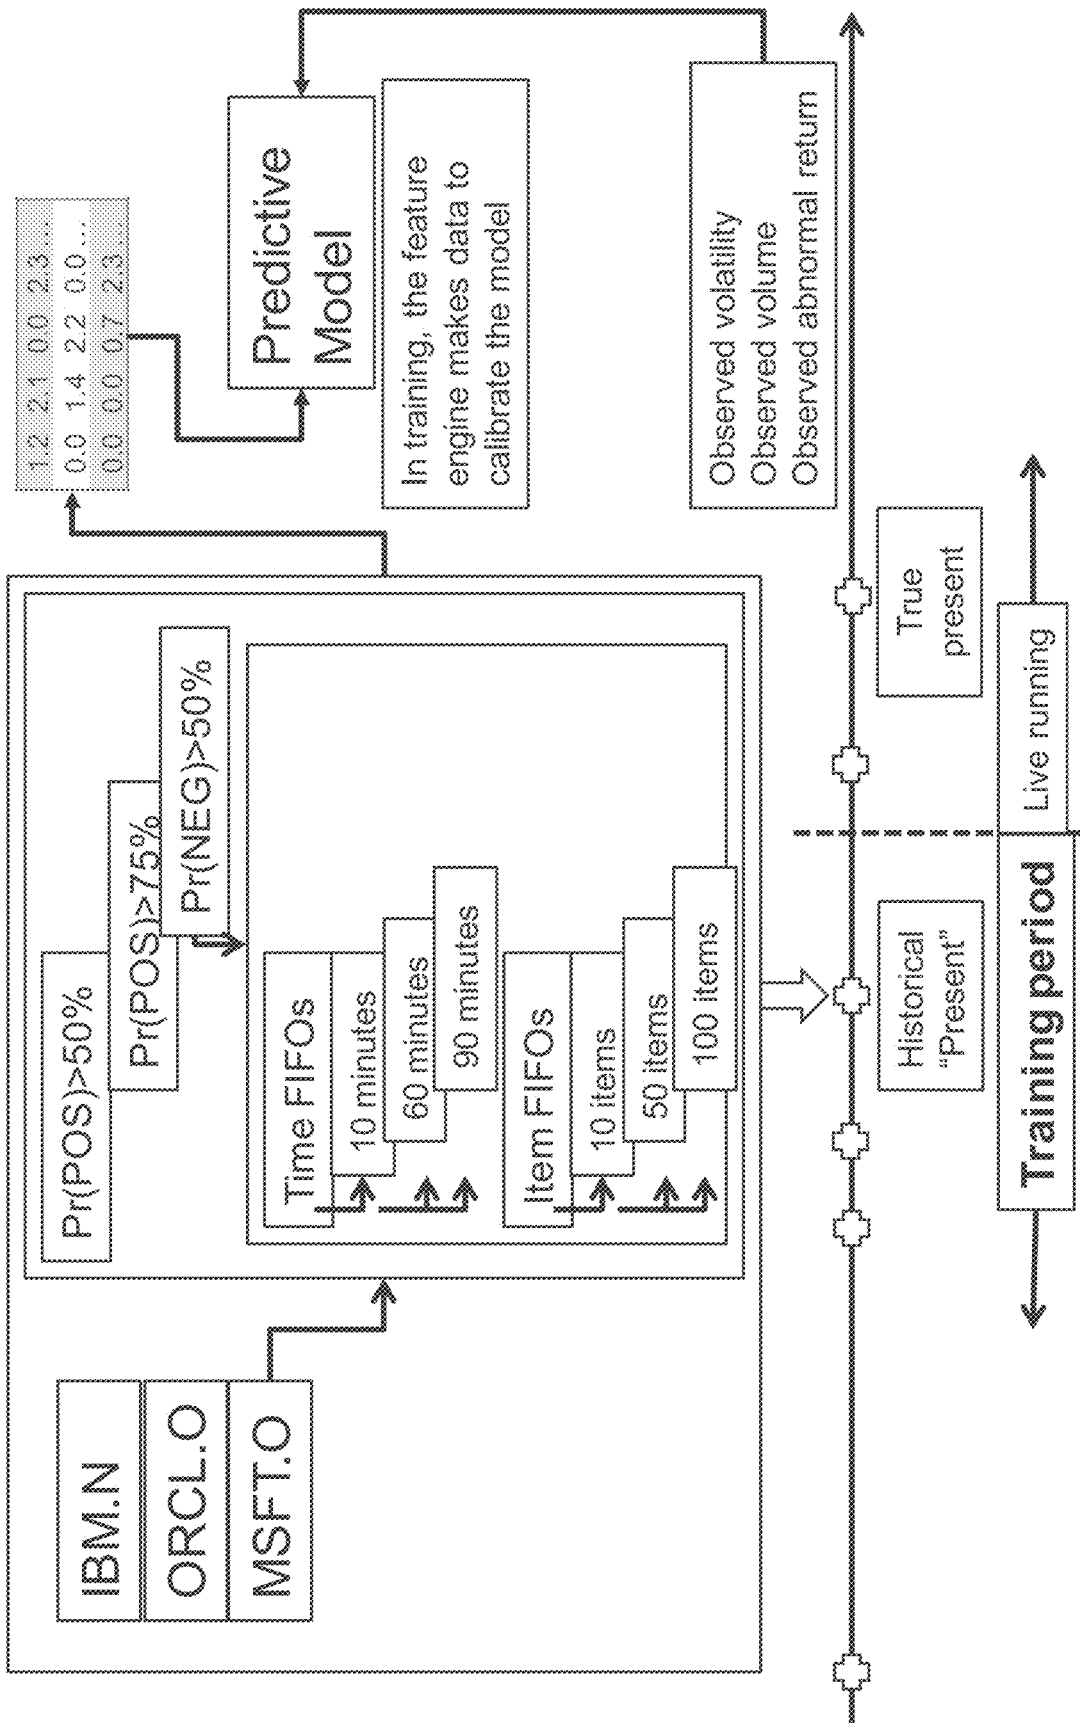 IBM.N
ORCL.O
MSFT.O
Pr(POS)>50%
Pr(POS)>75%
Pr(NEG)>50%
Time FIFOs
10 minutes
60 minutes
90 minutes
Item FIFOs
10 items
50 items
100 items
1.2 2.1 0.0 2.3...
0.0 1.4 2.2 0.0...
0.0 0.0 0.7 2.3...
Predictive
Model
In training, the feature
engine makes data to
calibrate the model
Observed volatility
Observed volume
Observed abnormal return
Historical
“Present”
True
present
Training period
Live running